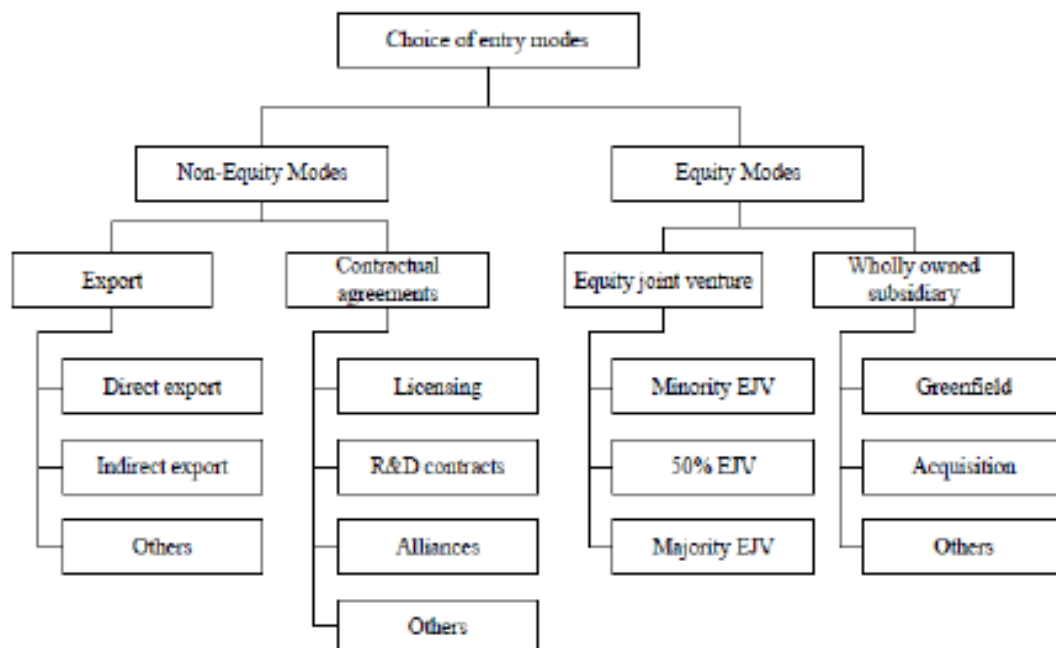 Choice of entry modes
Non-Equity Modes
Equity Modes
Export
Contractual
agreements
Equity joint venture
Wholly owned
subsidiary
Direct export
Licensing
Minority EJV
Greenfield
Indirect export
R&D contracts
50% EJV
Acquisition
Others
Alliances
Majority EJV
Others
Others